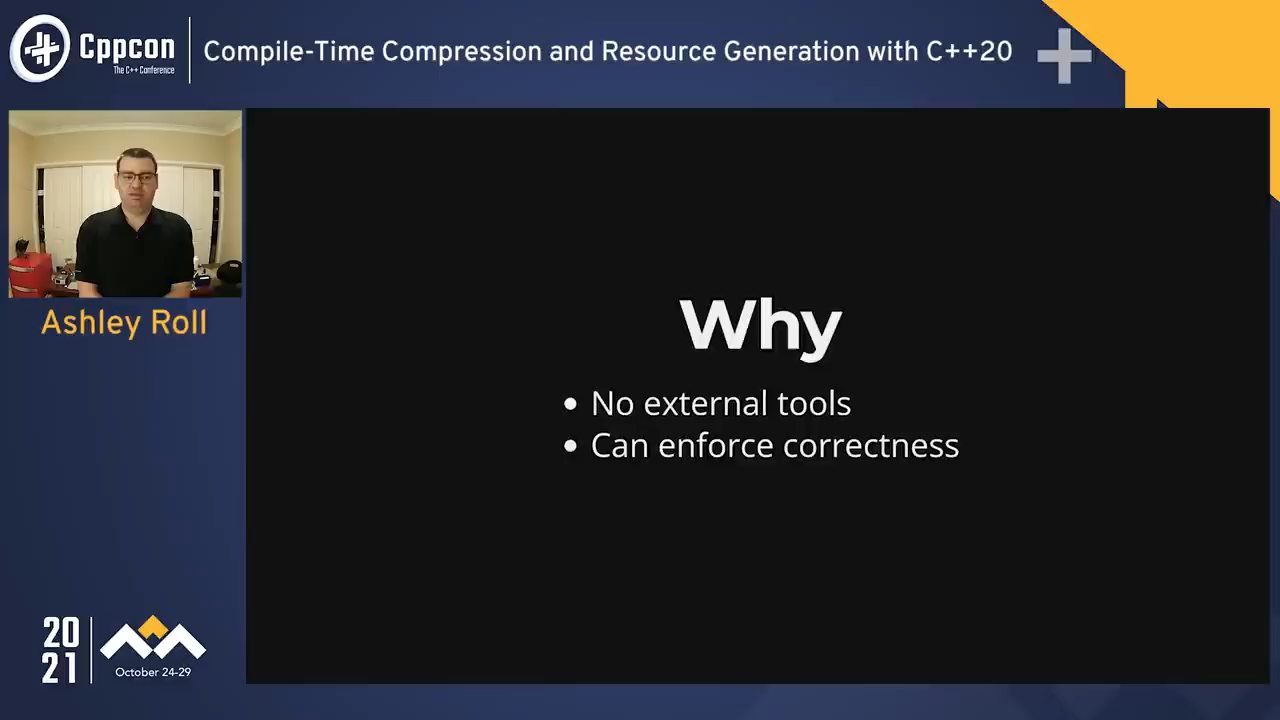 Cppcon
The C++ Conference
Compile-Time Compression and Resource Generation with C++20
Ashley Roll
Why
• No external tools
• Can enforce correctness
20
21
October 24-29